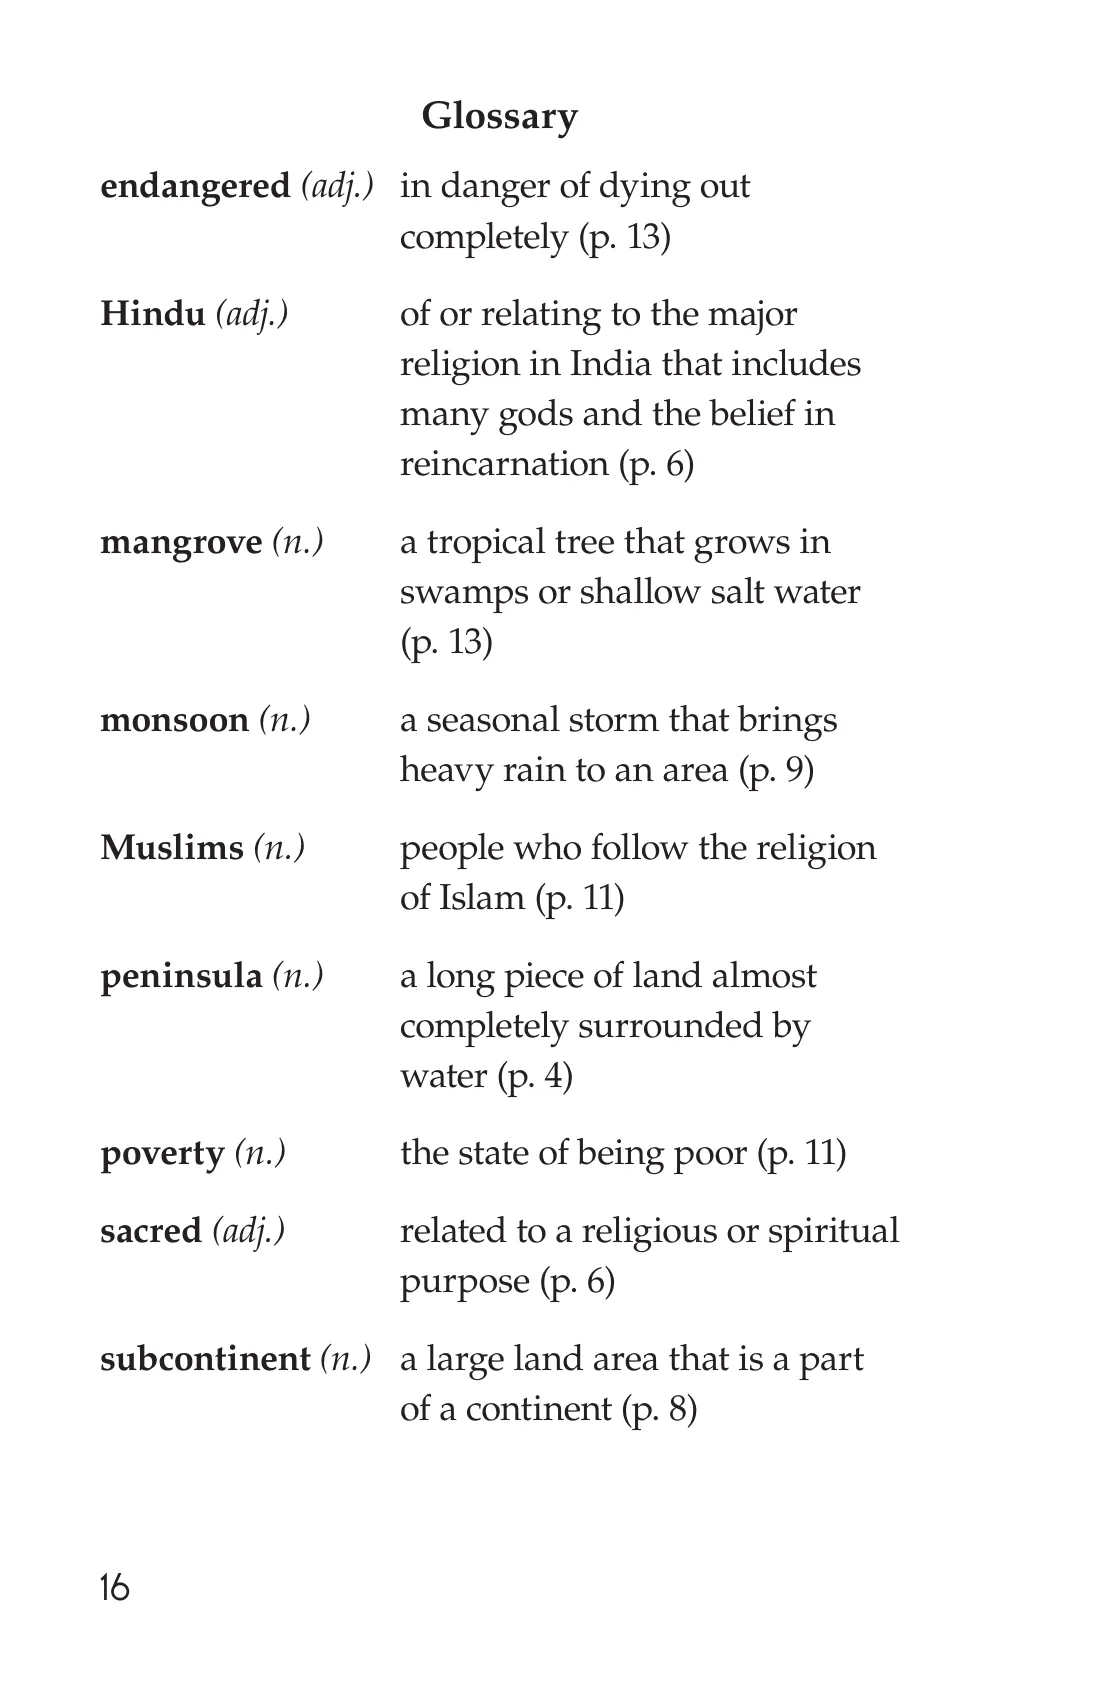 Glossary
endangered (adj.) in danger of dying out
completely (p. 13)
Hindu (adj.) of or relating to the major
religion in India that includes
many gods and the belief in
reincarnation (p. 6)
mangrove (n.) a tropical tree that grows in
swamps or shallow salt water
(p. 13)
monsoon (n.) a seasonal storm that brings
heavy rain to an area (p. 9)
Muslims (n.) people who follow the religion
of Islam (p. 11)
peninsula (n.) a long piece of land almost
completely surrounded by
water (p. 4)
poverty (n.) the state of being poor (p. 11)
sacred (adj.) related to a religious or spiritual
purpose (p. 6)
subcontinent (n.) a large land area that is a part
of a continent (p. 8)
16